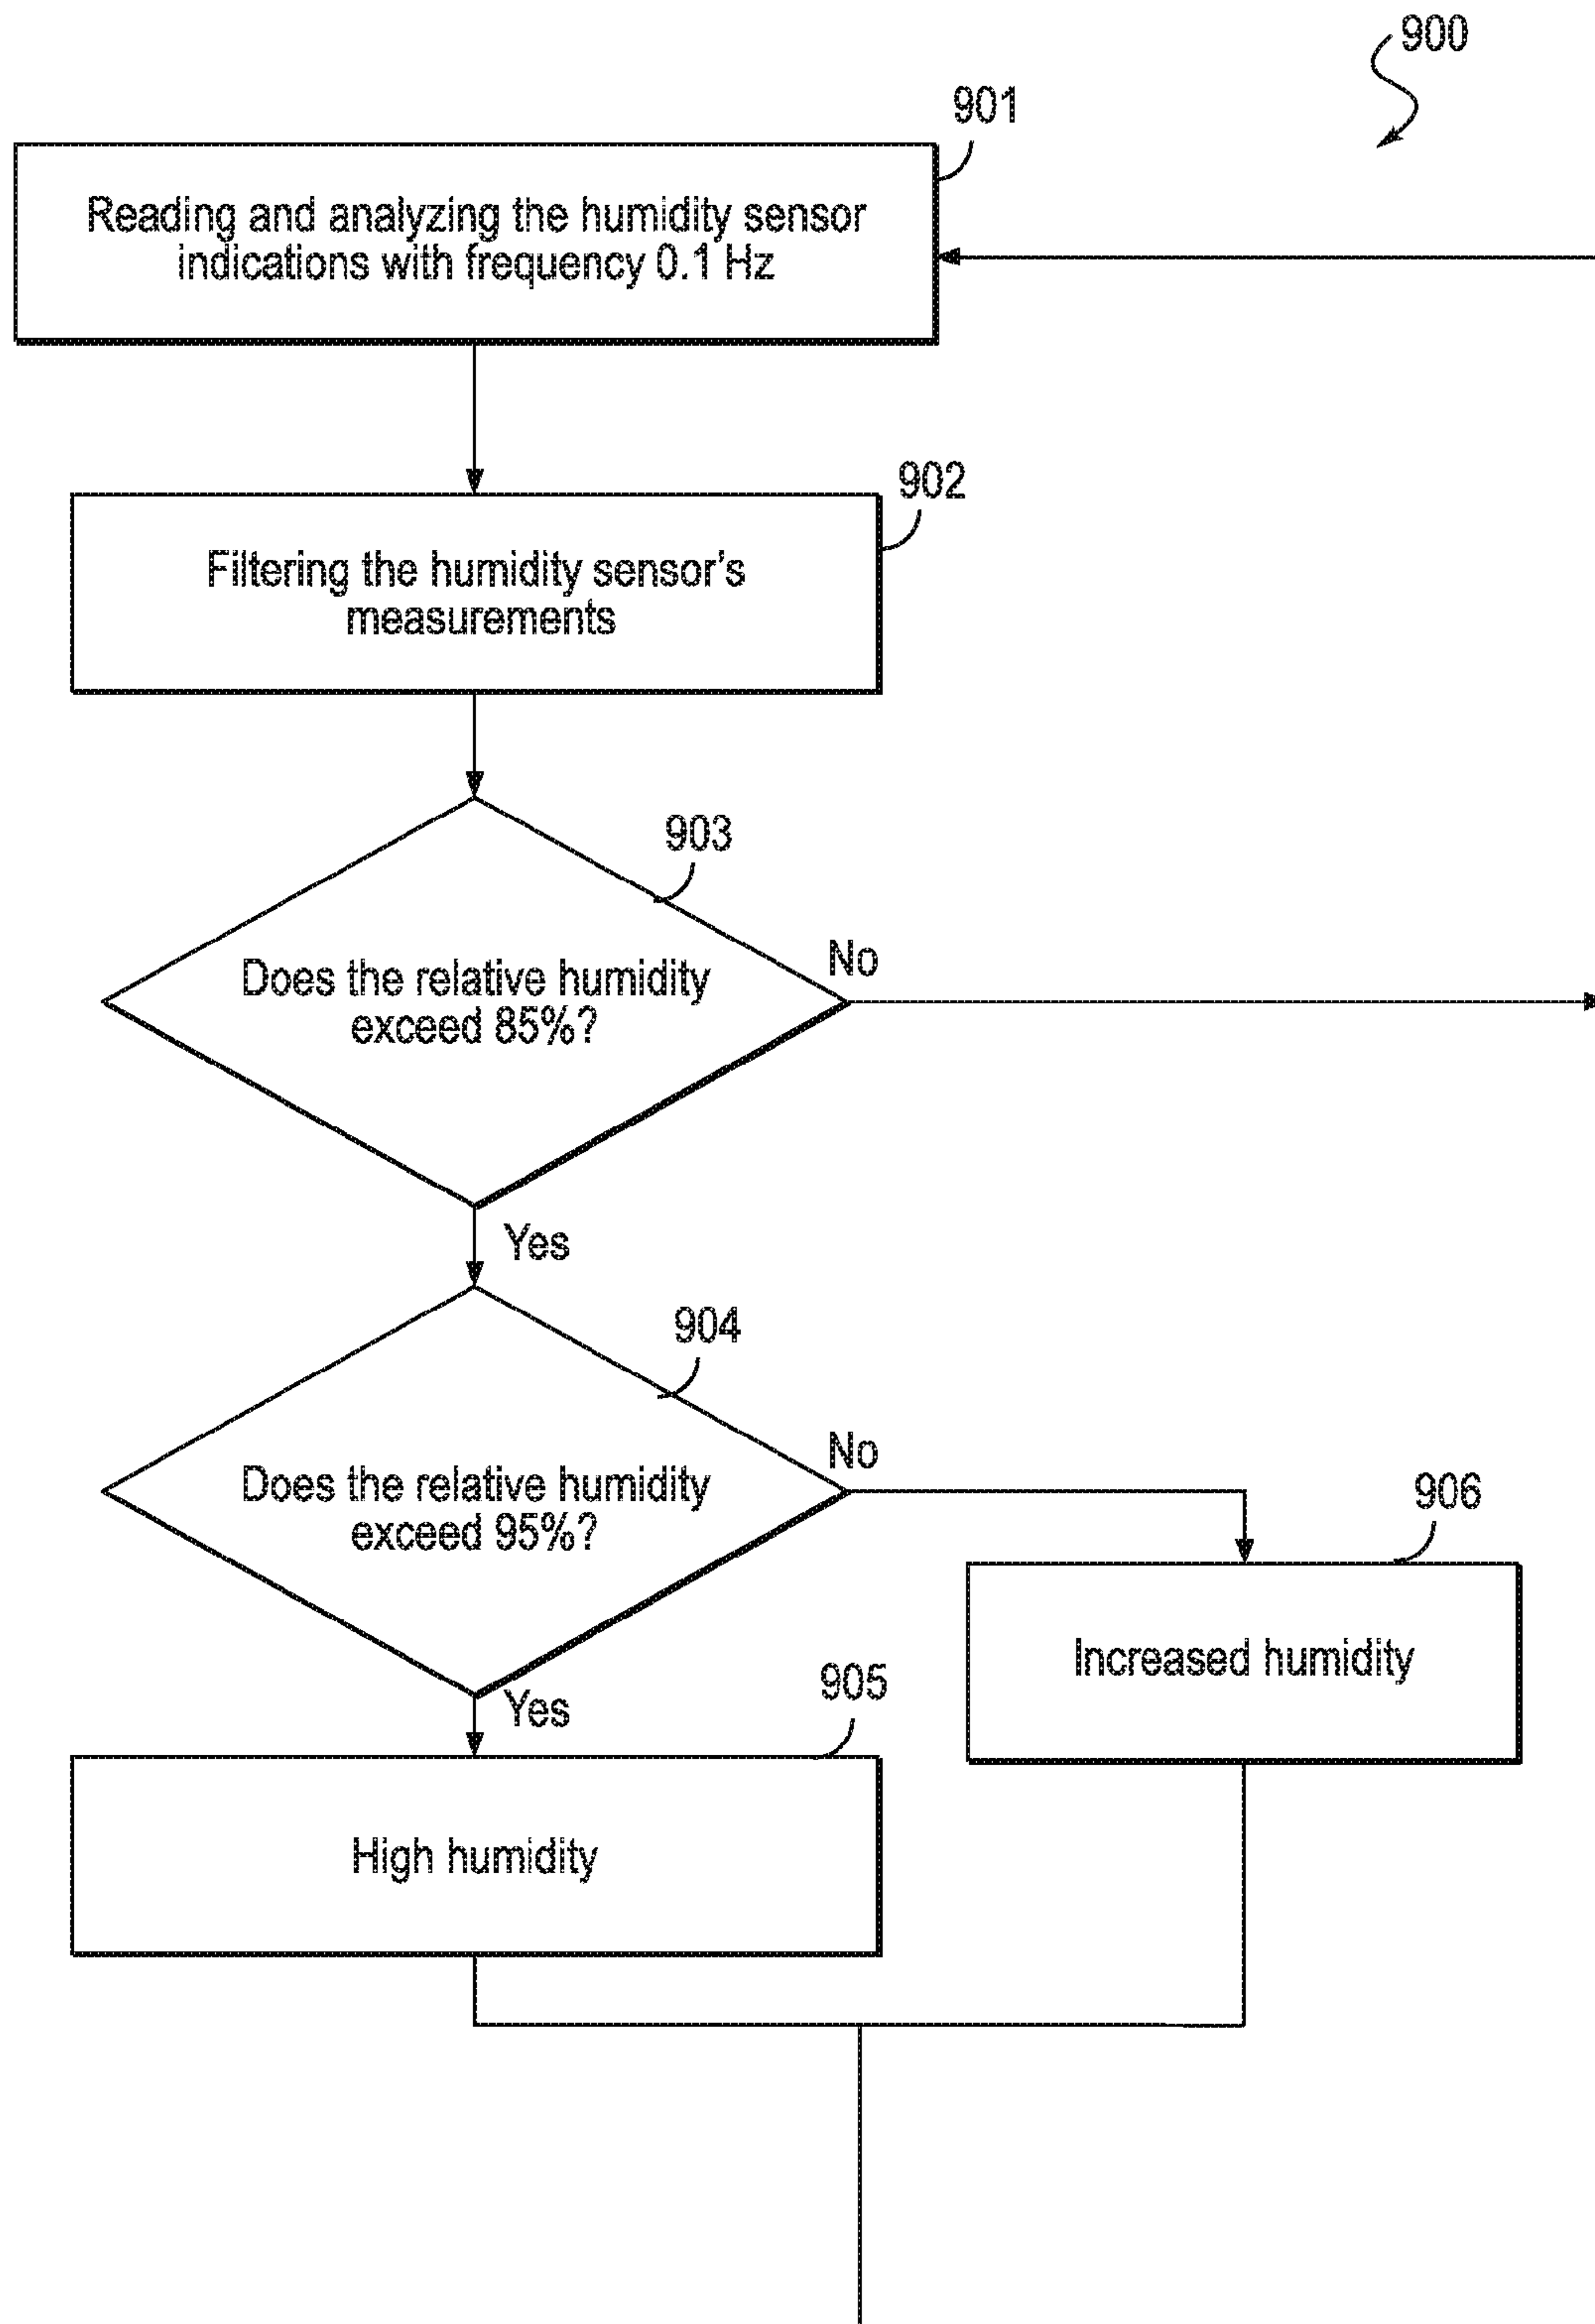 900
901
Reading and analyzing the humidity sensor
indications with frequency 0.1 Hz
902
Filtering the humidity sensor's
measurements
903
No
Does the relative humidity
exceed 85%?
Yes
904
No
Does the relative humidity
exceed 95%?
906
Increased humidity
Yes
905
High humidity